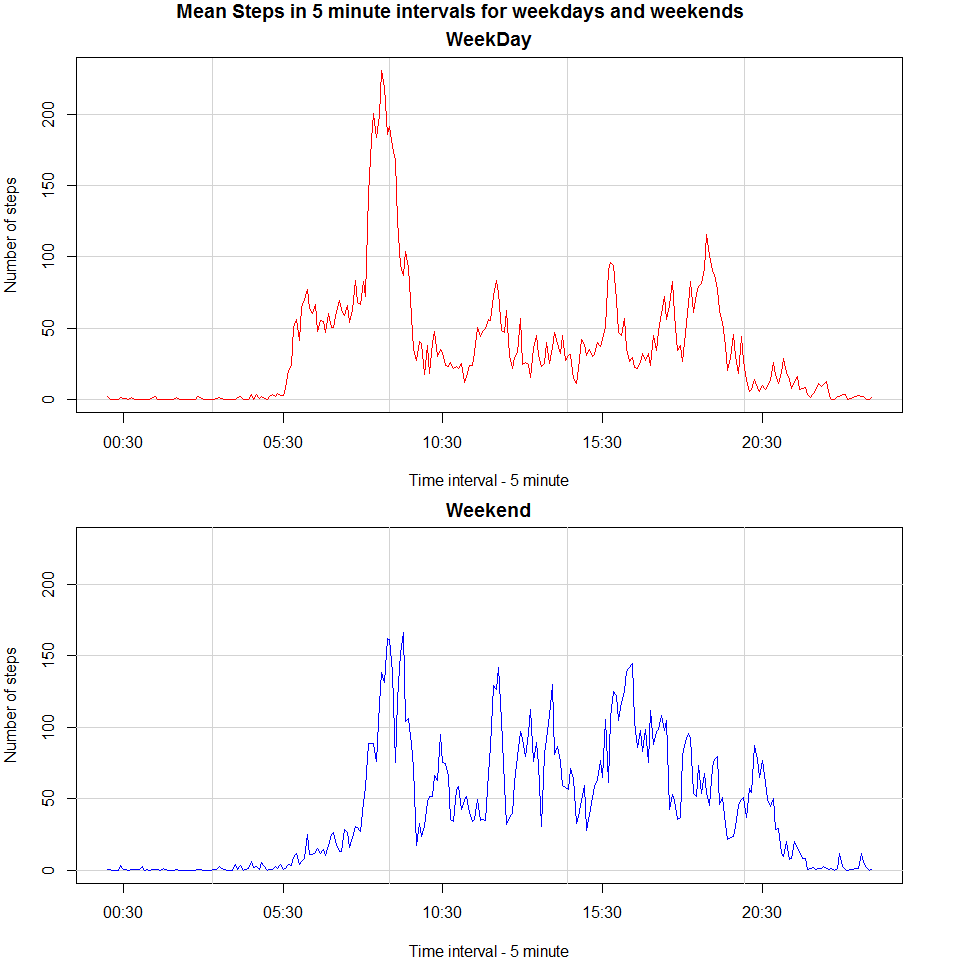 Mean Steps in 5 minute intervals for weekdays and weekends
WeekDay
Number of steps
200
150
100
50
0
00:30 05:30 10:30 15:30 20:30
Time interval - 5 minute
Weekend
Number of steps
200
150
100
50
0
00:30 05:30 10:30 15:30 20:30
Time interval - 5 minute